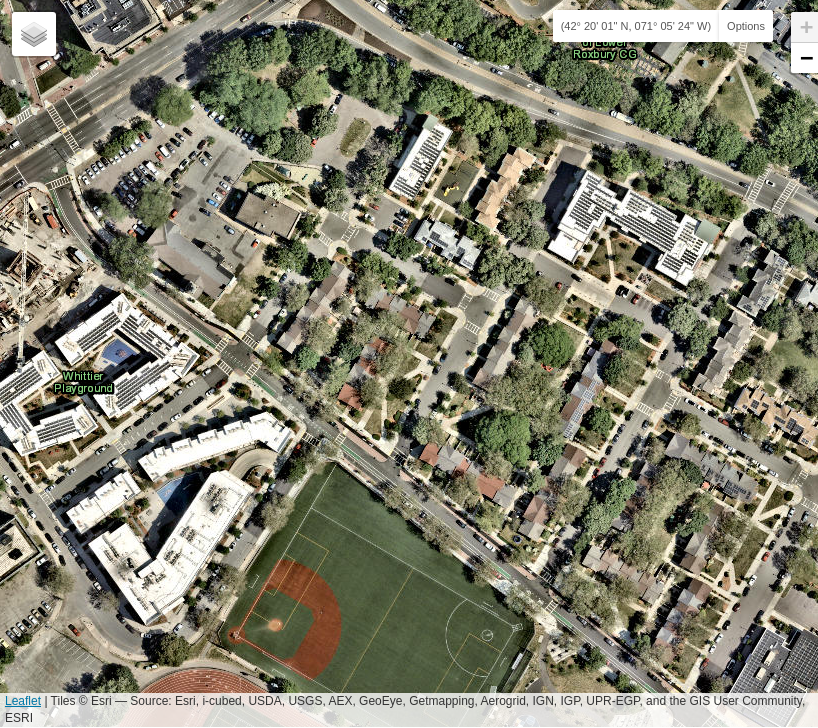 (42° 20' 01" N, 071° 05' 24" W)
Options
+
−
of Lower
Roxbury CG
Whittier
Playground
Leaflet | Tiles © Esri — Source: Esri, i-cubed, USDA, USGS, AEX, GeoEye, Getmapping, Aerogrid, IGN, IGP, UPR-EGP, and the GIS User Community,
ESRI